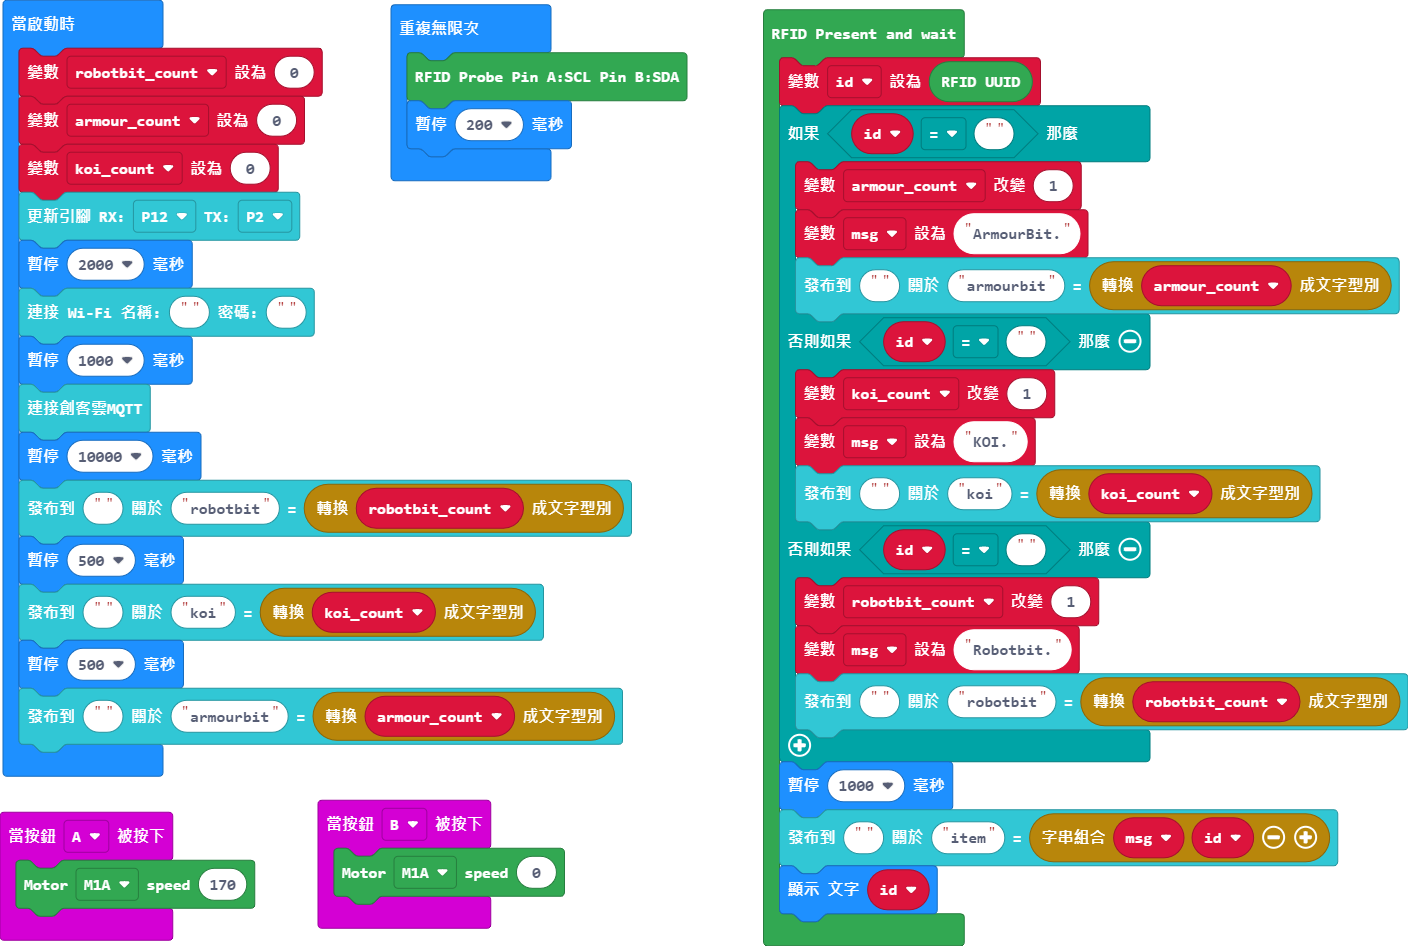 當啟動時
變數 robotbit_count 設為 0
變數 armour_count 設為 0
變數 koi_count 設為 0
更新引腳 RX: P12 TX: P2
暫停 2000 毫秒
連接 Wi-Fi 名稱: "" 密碼: ""
暫停 1000 毫秒
連接創客雲MQTT
暫停 10000 毫秒
發布到 "" 關於 "robotbit" = 轉換 robotbit_count 成文字型別
暫停 500 毫秒
發布到 "" 關於 "koi" = 轉換 koi_count 成文字型別
暫停 500 毫秒
發布到 "" 關於 "armourbit" = 轉換 armour_count 成文字型別
當按鈕 A 被按下
Motor M1A speed 170
重複無限次
RFID Probe Pin A:SCL Pin B:SDA
暫停 200 毫秒
當按鈕 B 被按下
Motor M1A speed 0
RFID Present and wait
變數 id 設為 RFID UUID
如果 id = "" 那麼
變數 armour_count 改變 1
變數 msg 設為 "ArmourBit."
發布到 "" 關於 "armourbit" = 轉換 armour_count 成文字型別
否則如果 id = "" 那麼
變數 koi_count 改變 1
變數 msg 設為 "KOI."
發布到 "" 關於 "koi" = 轉換 koi_count 成文字型別
否則如果 id = "" 那麼
變數 robotbit_count 改變 1
變數 msg 設為 "Robotbit."
發布到 "" 關於 "robotbit" = 轉換 robotbit_count 成文字型別
暫停 1000 毫秒
發布到 "" 關於 "item" = 字串組合 msg id
顯示 文字 id